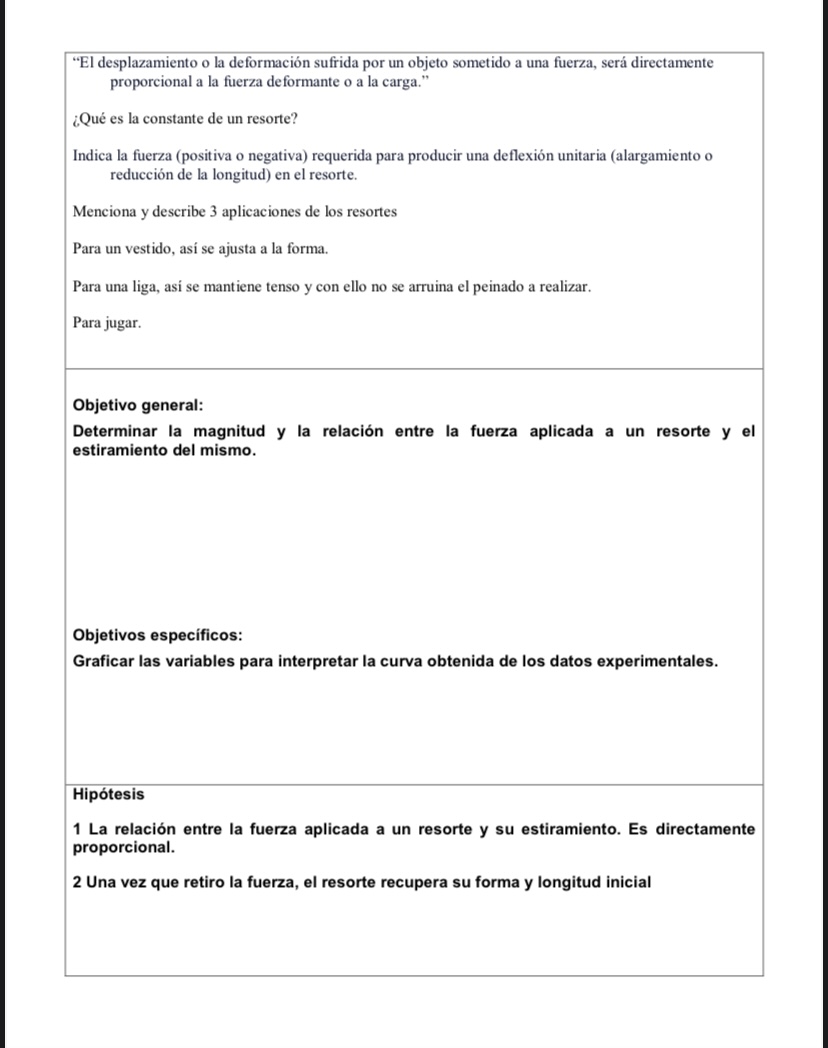 “El desplazamiento o la deformación sufrida por un objeto sometido a una fuerza, será directamente
proporcional a la fuerza deformante o a la carga.”
¿Qué es la constante de un resorte?
Indica la fuerza (positiva o negativa) requerida para producir una deflexión unitaria (alargamiento o
reducción de la longitud) en el resorte.
Menciona y describe 3 aplicaciones de los resortes
Para un vestido, así se ajusta a la forma.
Para una liga, así se mantiene tenso y con ello no se arruina el peinado a realizar.
Para jugar.
Objetivo general:
Determinar la magnitud y la relación entre la fuerza aplicada a un resorte y el
estiramiento del mismo.
Objetivos específicos:
Graficar las variables para interpretar la curva obtenida de los datos experimentales.
Hipótesis
1 La relación entre la fuerza aplicada a un resorte y su estiramiento. Es directamente
proporcional.
2 Una vez que retiro la fuerza, el resorte recupera su forma y longitud inicial